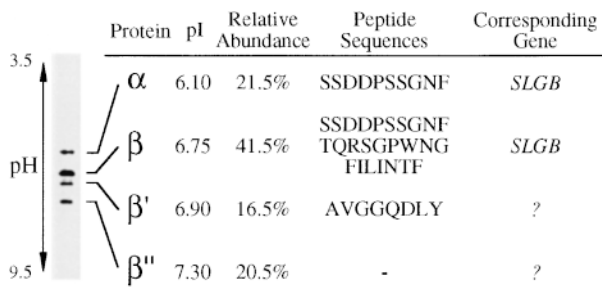 Protein pI Relative Abundance Peptide Sequences Corresponding Gene
3.5
α 6.10 21.5% SSDDPSSGNF SLGB
β 6.75 41.5% SSDDPSSGNF TQRSGPWNG FILINTF SLGB
pH
β' 6.90 16.5% AVGGQDLY ?
β" 7.30 20.5% - ?
9.5